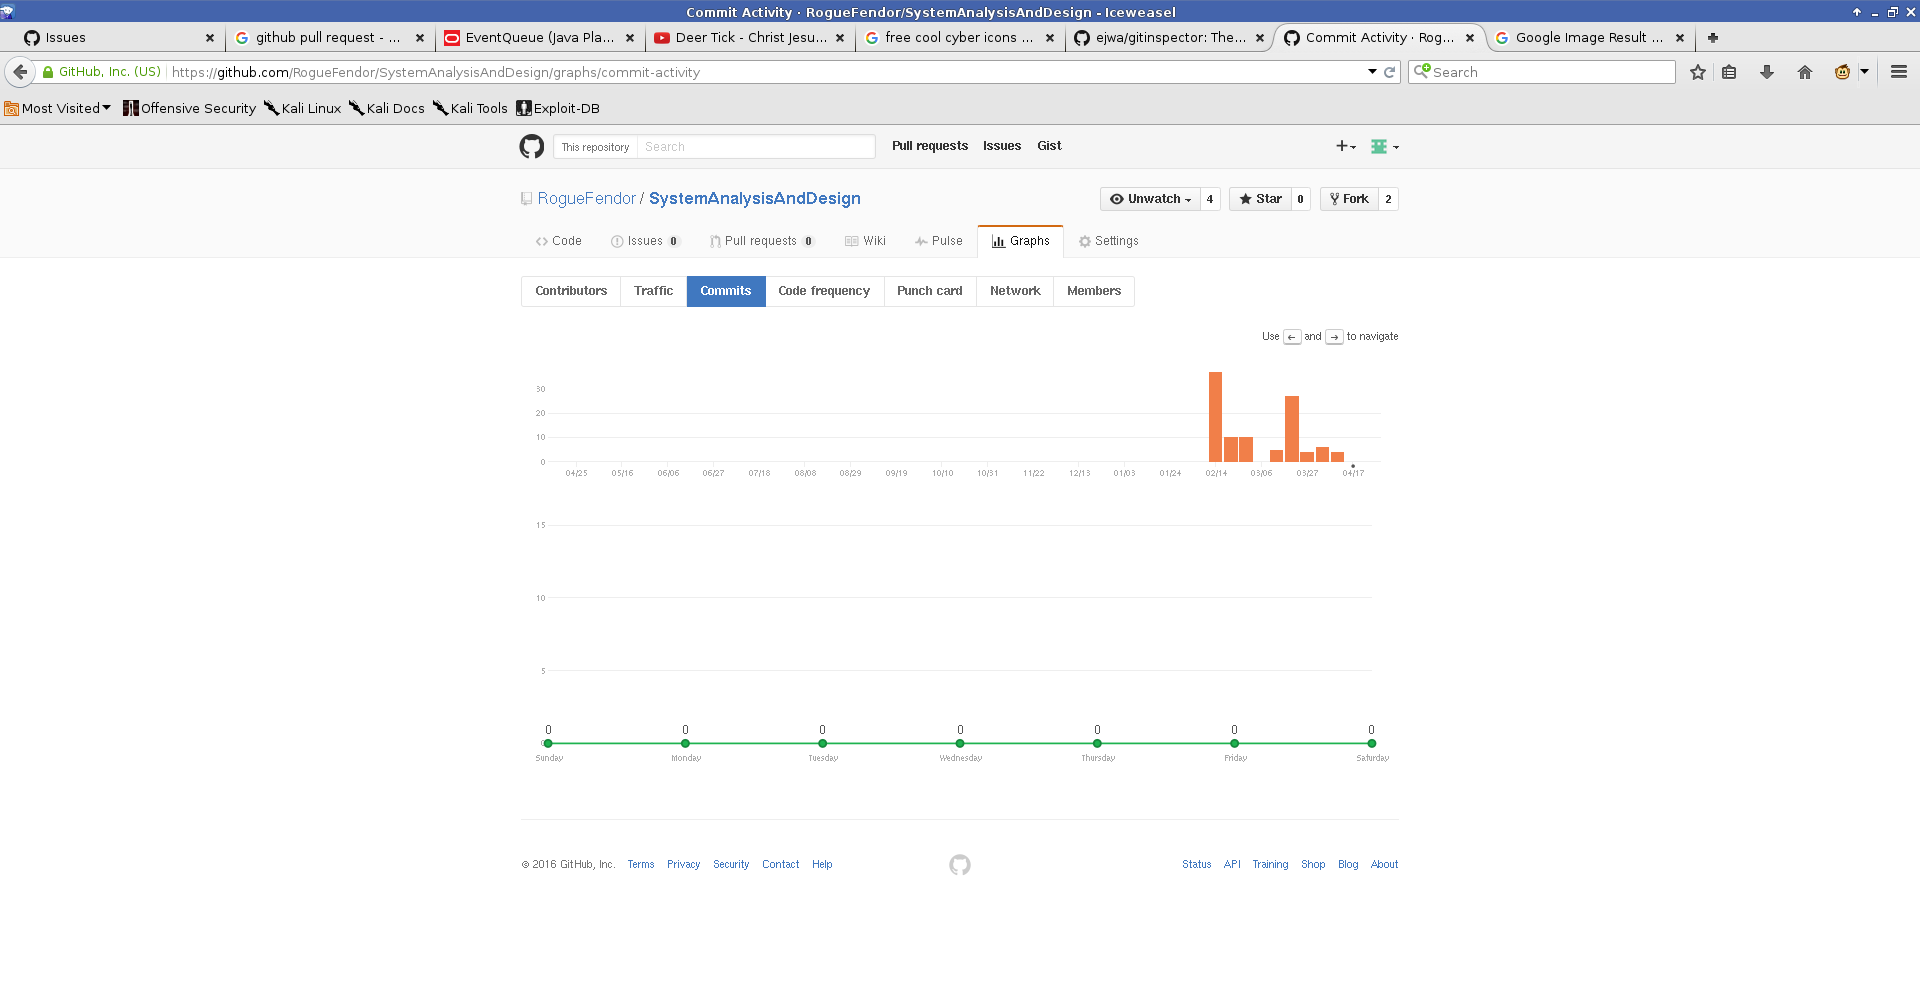 Commit Activity · RogueFendor/SystemAnalysisAndDesign - Iceweasel
Issues
github pull request - ...
EventQueue (Java Pla...
Deer Tick - Christ Jesu...
free cool cyber icons ...
ejwa/gitinspector: The...
Commit Activity · Rog...
Google Image Result ...
GitHub, Inc. (US) https://github.com/RogueFendor/SystemAnalysisAndDesign/graphs/commit-activity Search
Most Visited Offensive Security Kali Linux Kali Docs Kali Tools Exploit-DB
This repository Search Pull requests Issues Gist
RogueFendor / SystemAnalysisAndDesign Unwatch 4 Star 0 Fork 2
Code Issues 0 Pull requests 0 Wiki Pulse Graphs Settings
Contributors Traffic Commits Code frequency Punch card Network Members
Use ← and → to navigate
30
20
10
0
04/25 05/16 06/06 06/27 07/18 08/08 08/29 09/19 10/10 10/31 11/22 12/13 01/03 01/24 02/14 03/06 03/27 04/17
15
10
5
0 0 0 0 0 0 0
0
Sunday Monday Tuesday Wednesday Thursday Friday Saturday
© 2016 GitHub, Inc. Terms Privacy Security Contact Help Status API Training Shop Blog About